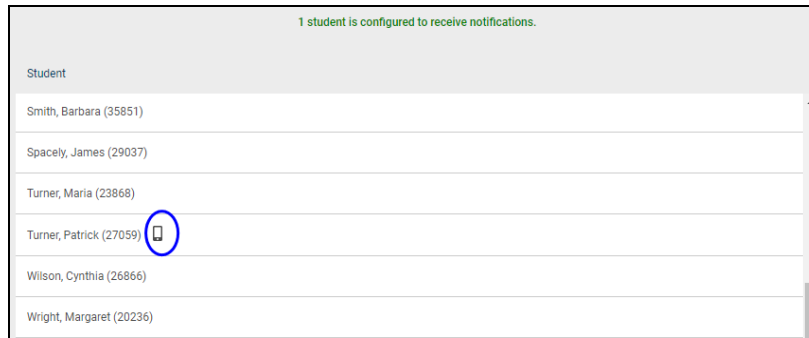 1 student is configured to receive notifications.
Student
Smith, Barbara (35851)
Spacely, James (29037)
Turner, Maria (23868)
Turner, Patrick (27059)
Wilson, Cynthia (26866)
Wright, Margaret (20236)